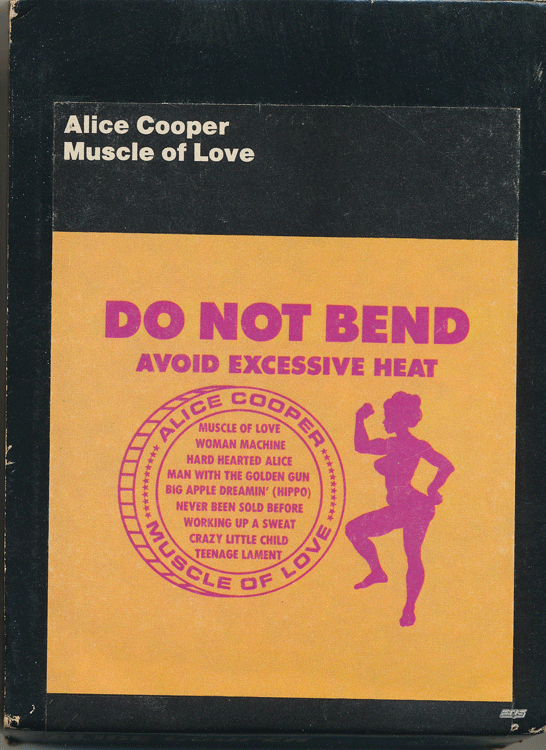 Alice Cooper
Muscle of Love
DO NOT BEND
AVOID EXCESSIVE HEAT
ALICE COOPER
MUSCLE OF LOVE
WOMAN MACHINE
HARD HEARTED ALICE
MAN WITH THE GOLDEN GUN
BIG APPLE DREAMIN' (HIPPO)
NEVER BEEN SOLD BEFORE
WORKING UP A SWEAT
CRAZY LITTLE CHILD
TEENAGE LAMENT
MUSCLE OF LOVE